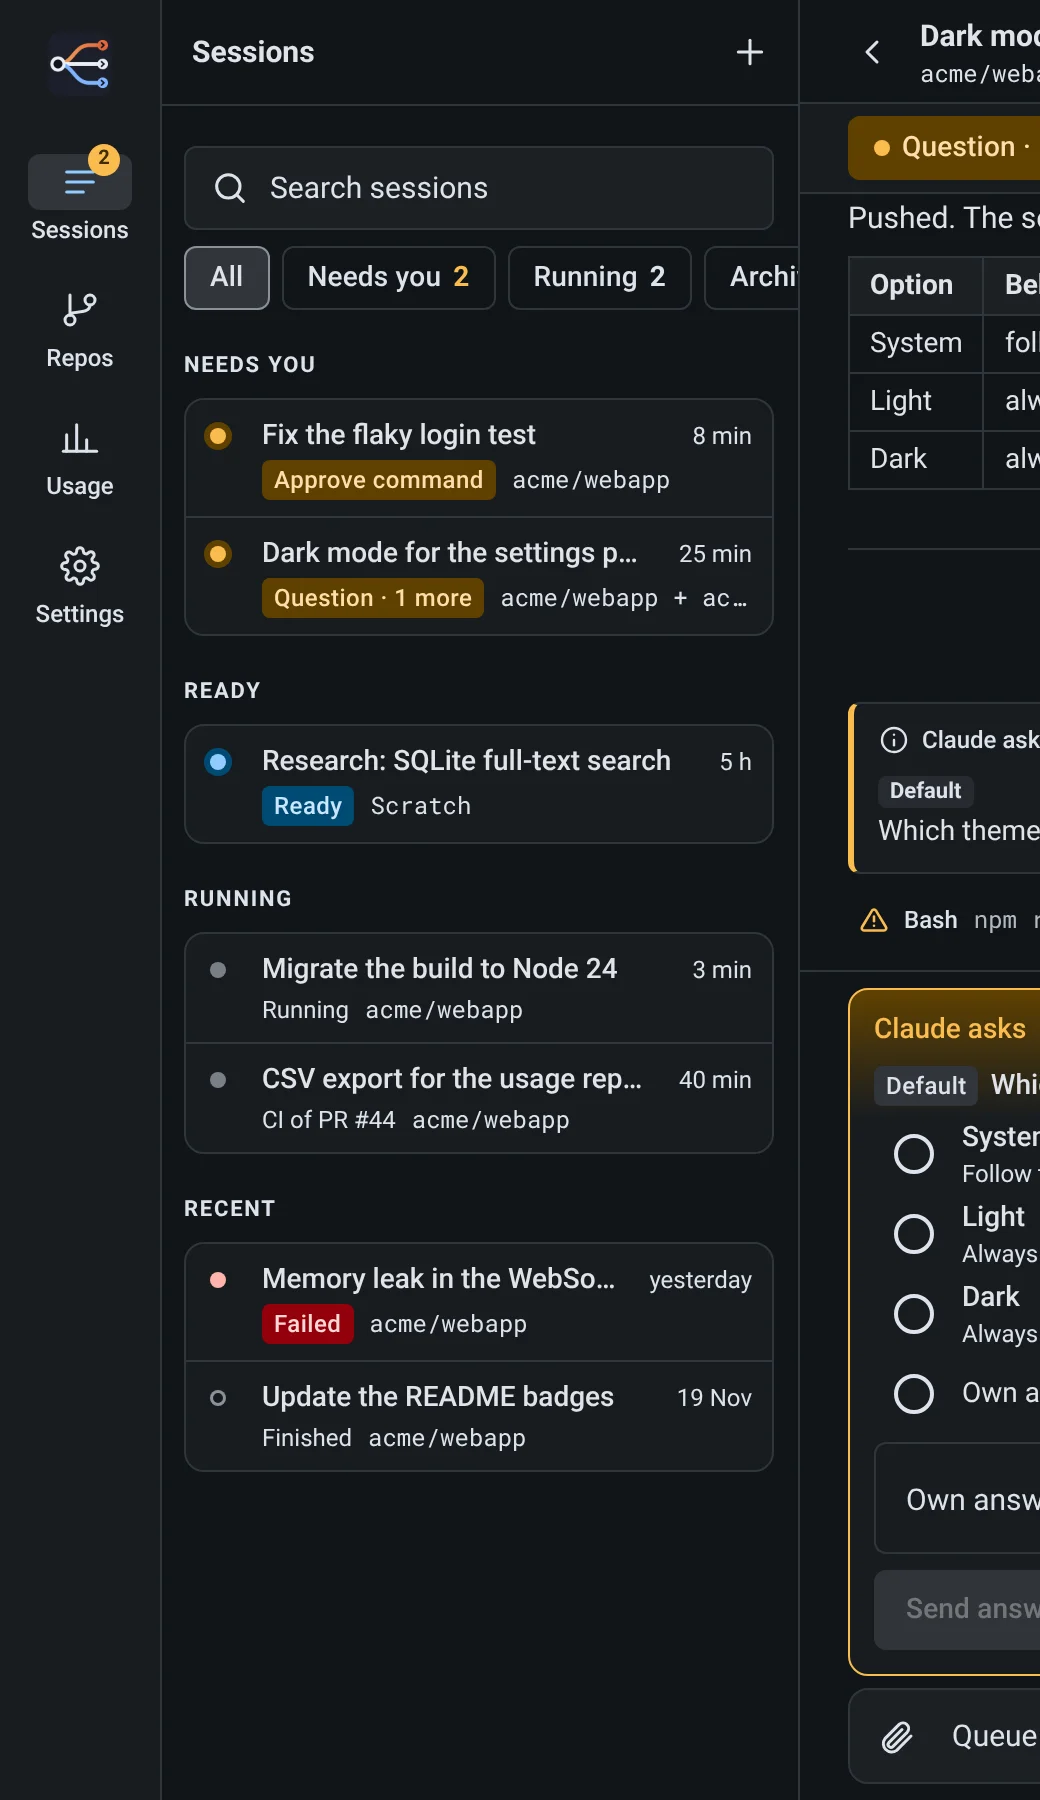 2
Sessions
Repos
Usage
Settings
Sessions
Search sessions
All
Needs you 2
Running 2
Archi
NEEDS YOU
Fix the flaky login test
8 min
Approve command
acme/webapp
Dark mode for the settings p…
25 min
Question · 1 more
acme/webapp + ac…
READY
Research: SQLite full-text search
5 h
Ready
Scratch
RUNNING
Migrate the build to Node 24
3 min
Running
acme/webapp
CSV export for the usage rep…
40 min
CI of PR #44
acme/webapp
RECENT
Memory leak in the WebSo…
yesterday
Failed
acme/webapp
Update the README badges
19 Nov
Finished
acme/webapp
Dark mo
acme/weba
Question ·
Pushed. The s
Option
Be
System
fol
Light
alw
Dark
alw
Claude ask
Default
Which theme
Bash npm
Claude asks
Default
Whi
System
Follow
Light
Always
Dark
Always
Own a
Own answ
Send answ
Queue